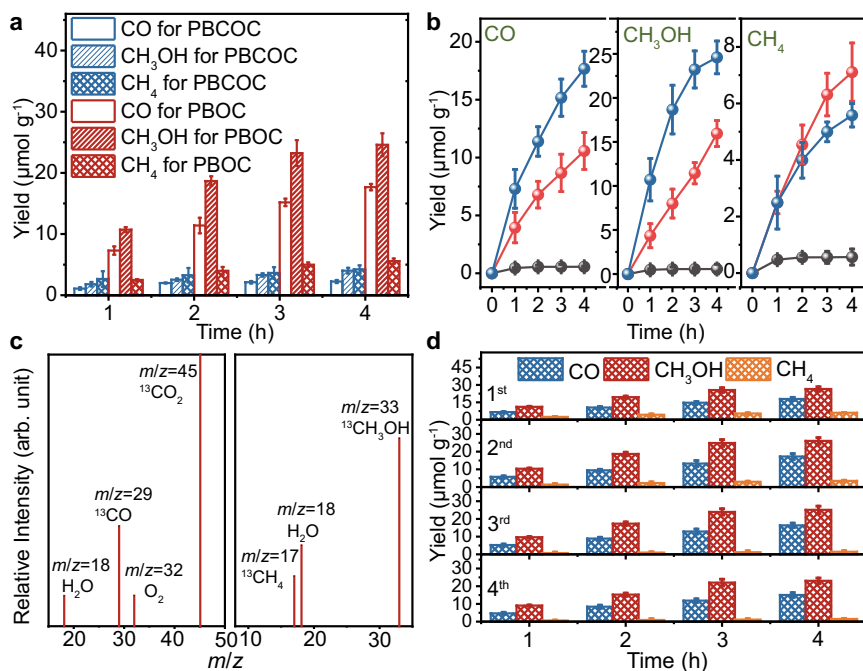 a
Yield (μmol g⁻¹)
60
45
30
15
0
CO for PBCOC
CH₃OH for PBCOC
CH₄ for PBCOC
CO for PBOC
CH₃OH for PBOC
CH₄ for PBOC
1 2 3 4
Time (h)
b
Yield (μmol g⁻¹)
CO
20
15
10
5
0
0 1 2 3 4
CH₃OH
25
20
15
10
5
0
0 1 2 3 4
CH₄
8
6
4
2
0
0 1 2 3 4
Time (h)
c
Relative Intensity (arb. unit)
m/z=45
¹³CO₂
m/z=29
¹³CO
m/z=18
H₂O
m/z=32
O₂
20 30 40 50
m/z=33
¹³CH₃OH
m/z=18
H₂O
m/z=17
¹³CH₄
10 20 30
m/z
d
Yield (μmol g⁻¹)
CO CH₃OH CH₄
1st
45
30
15
0
2nd
30
20
10
0
3rd
30
20
10
0
4th
30
20
10
0
1 2 3 4
Time (h)